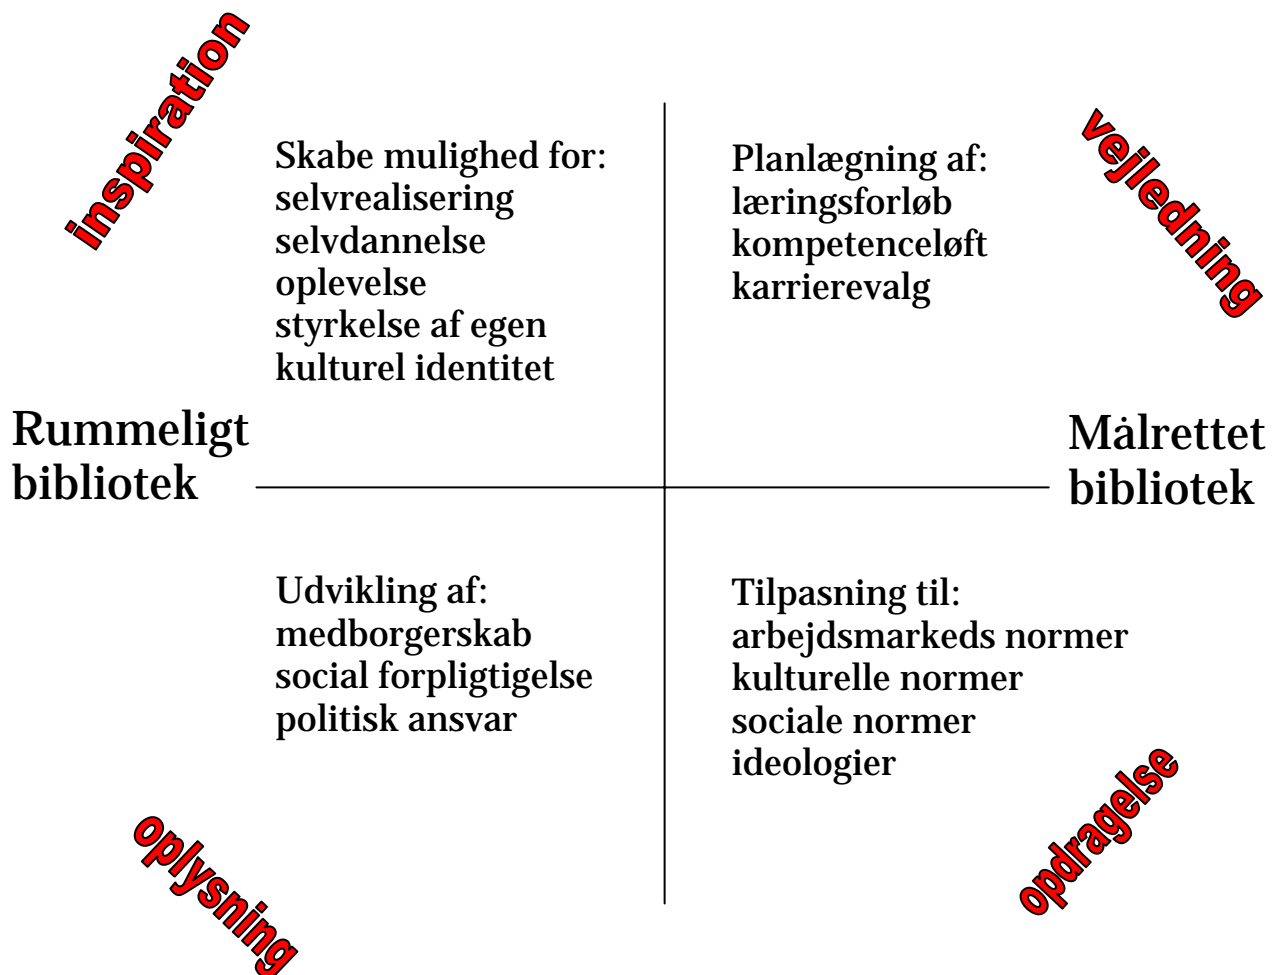 inspiration
Skabe mulighed for:
selvrealisering
selvdannelse
oplevelse
styrkelse af egen
kulturel identitet
Planlægning af:
læringsforløb
kompetenceløft
karrierevalg
vejledning
Rummeligt
bibliotek
Målrettet
bibliotek
Udvikling af:
medborgerskab
social forpligtigelse
politisk ansvar
Tilpasning til:
arbejdsmarkeds normer
kulturelle normer
sociale normer
ideologier
oplysning
opdragelse